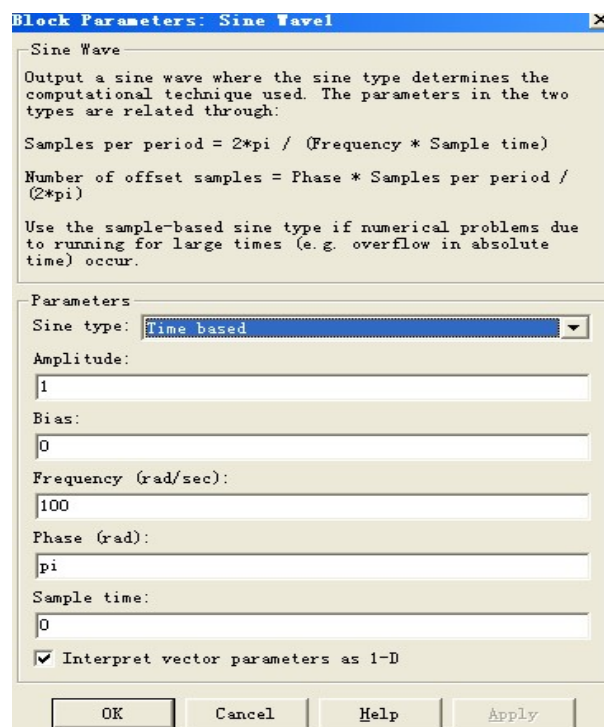 Block Parameters: Sine Wave1
Sine Wave
Output a sine wave where the sine type determines the
computational technique used. The parameters in the two
types are related through:
Samples per period = 2*pi / (Frequency * Sample time)
Number of offset samples = Phase * Samples per period /
(2*pi)
Use the sample-based sine type if numerical problems due
to running for large times (e.g. overflow in absolute
time) occur.
Parameters
Sine type: Time based
Amplitude:
1
Bias:
0
Frequency (rad/sec):
100
Phase (rad):
pi
Sample time:
0
Interpret vector parameters as 1-D
OK Cancel Help Apply